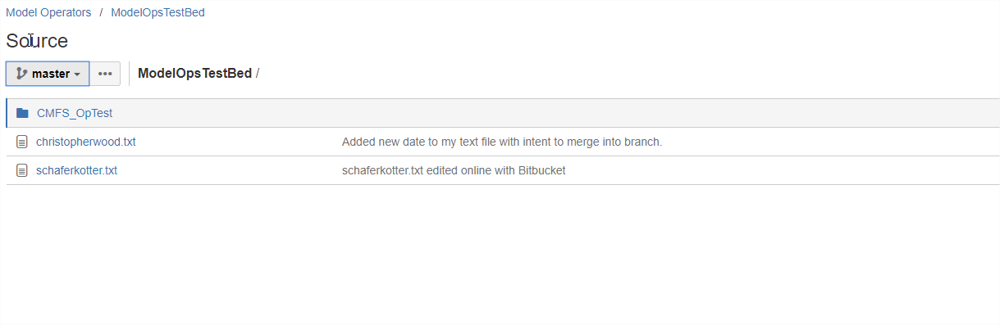 Model Operators / ModelOpsTestBed
Source
master ••• ModelOpsTestBed /
CMFS_OpTest
christopherwood.txt Added new date to my text file with intent to merge into branch.
schaferkotter.txt schaferkotter.txt edited online with Bitbucket